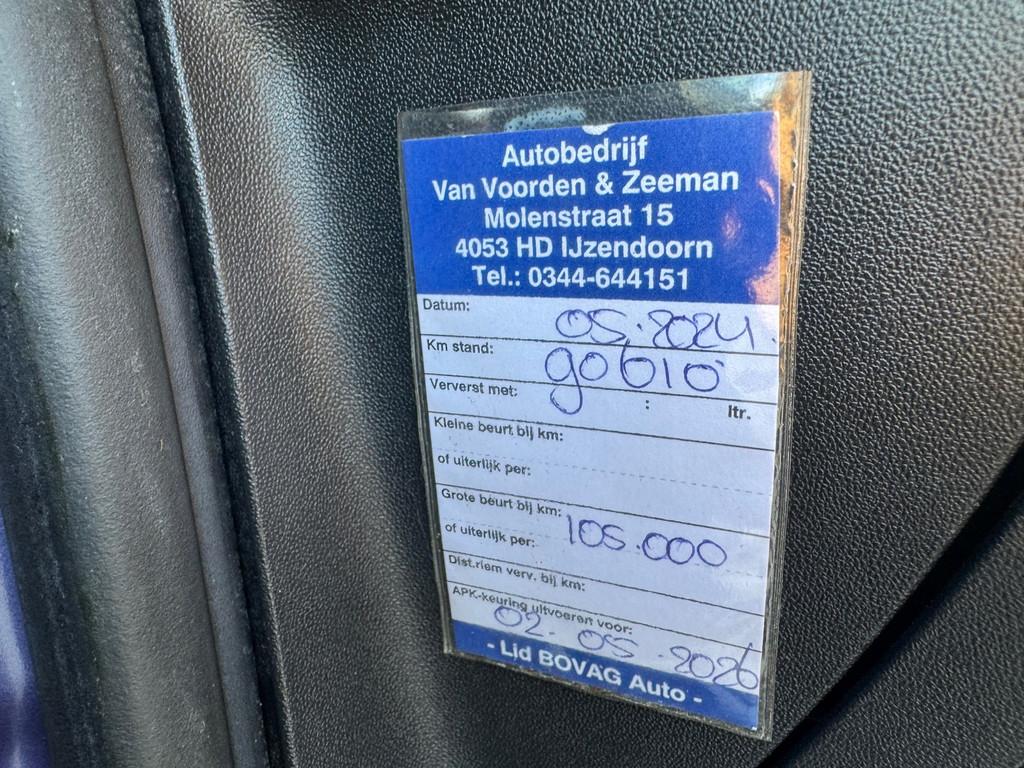 Autobedrijf
Van Voorden & Zeeman
Molenstraat 15
4053 HD IJzendoorn
Tel.: 0344-644151
Datum: 05.2024.
Km stand: 90610
Ververst met: : ltr.
Kleine beurt bij km:
of uiterlijk per:
Grote beurt bij km: 105.000
of uiterlijk per:
Dist.riem verv. bij km:
APK-keuring uitvoeren voor:
02-05-2026
- Lid BOVAG Auto -